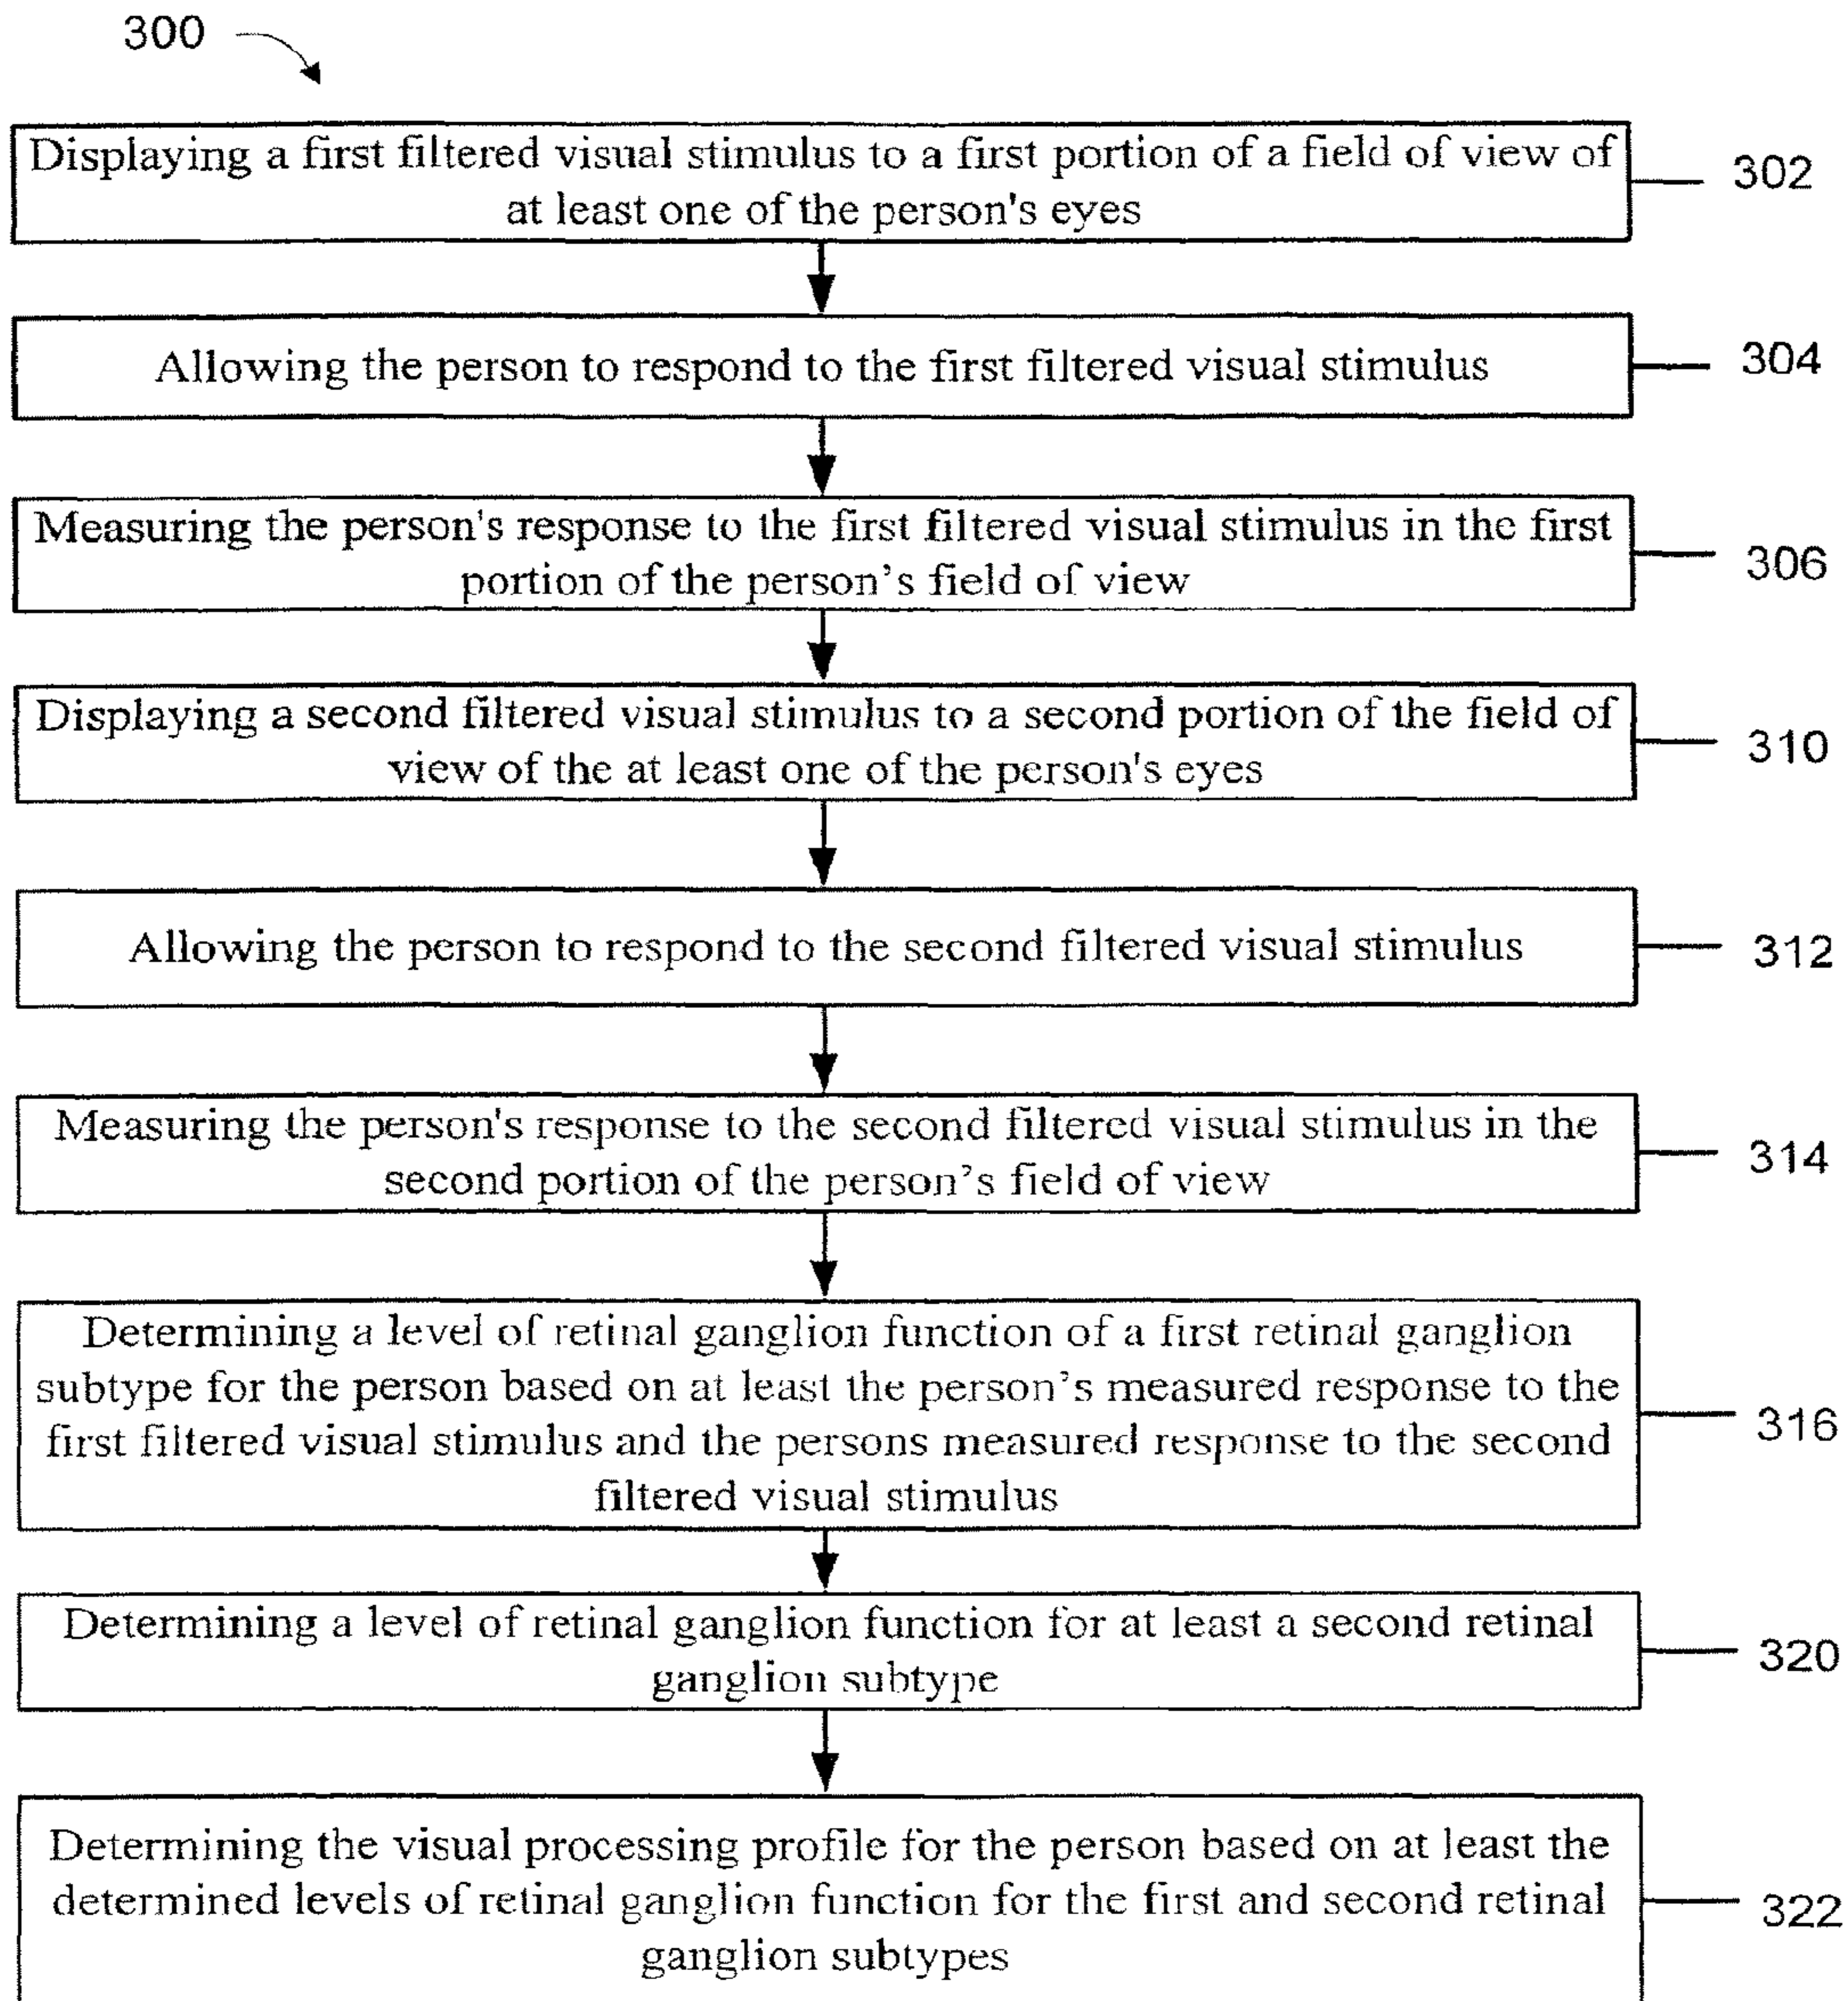 300
Displaying a first filtered visual stimulus to a first portion of a field of view of
at least one of the person's eyes
302
Allowing the person to respond to the first filtered visual stimulus
304
Measuring the person's response to the first filtered visual stimulus in the first
portion of the person’s field of view
306
Displaying a second filtered visual stimulus to a second portion of the field of
view of the at least one of the person's eyes
310
Allowing the person to respond to the second filtered visual stimulus
312
Measuring the person's response to the second filtered visual stimulus in the
second portion of the person’s field of view
314
Determining a level of retinal ganglion function of a first retinal ganglion
subtype for the person based on at least the person’s measured response to the
first filtered visual stimulus and the persons measured response to the second
filtered visual stimulus
316
Determining a level of retinal ganglion function for at least a second retinal
ganglion subtype
320
Determining the visual processing profile for the person based on at least the
determined levels of retinal ganglion function for the first and second retinal
ganglion subtypes
322